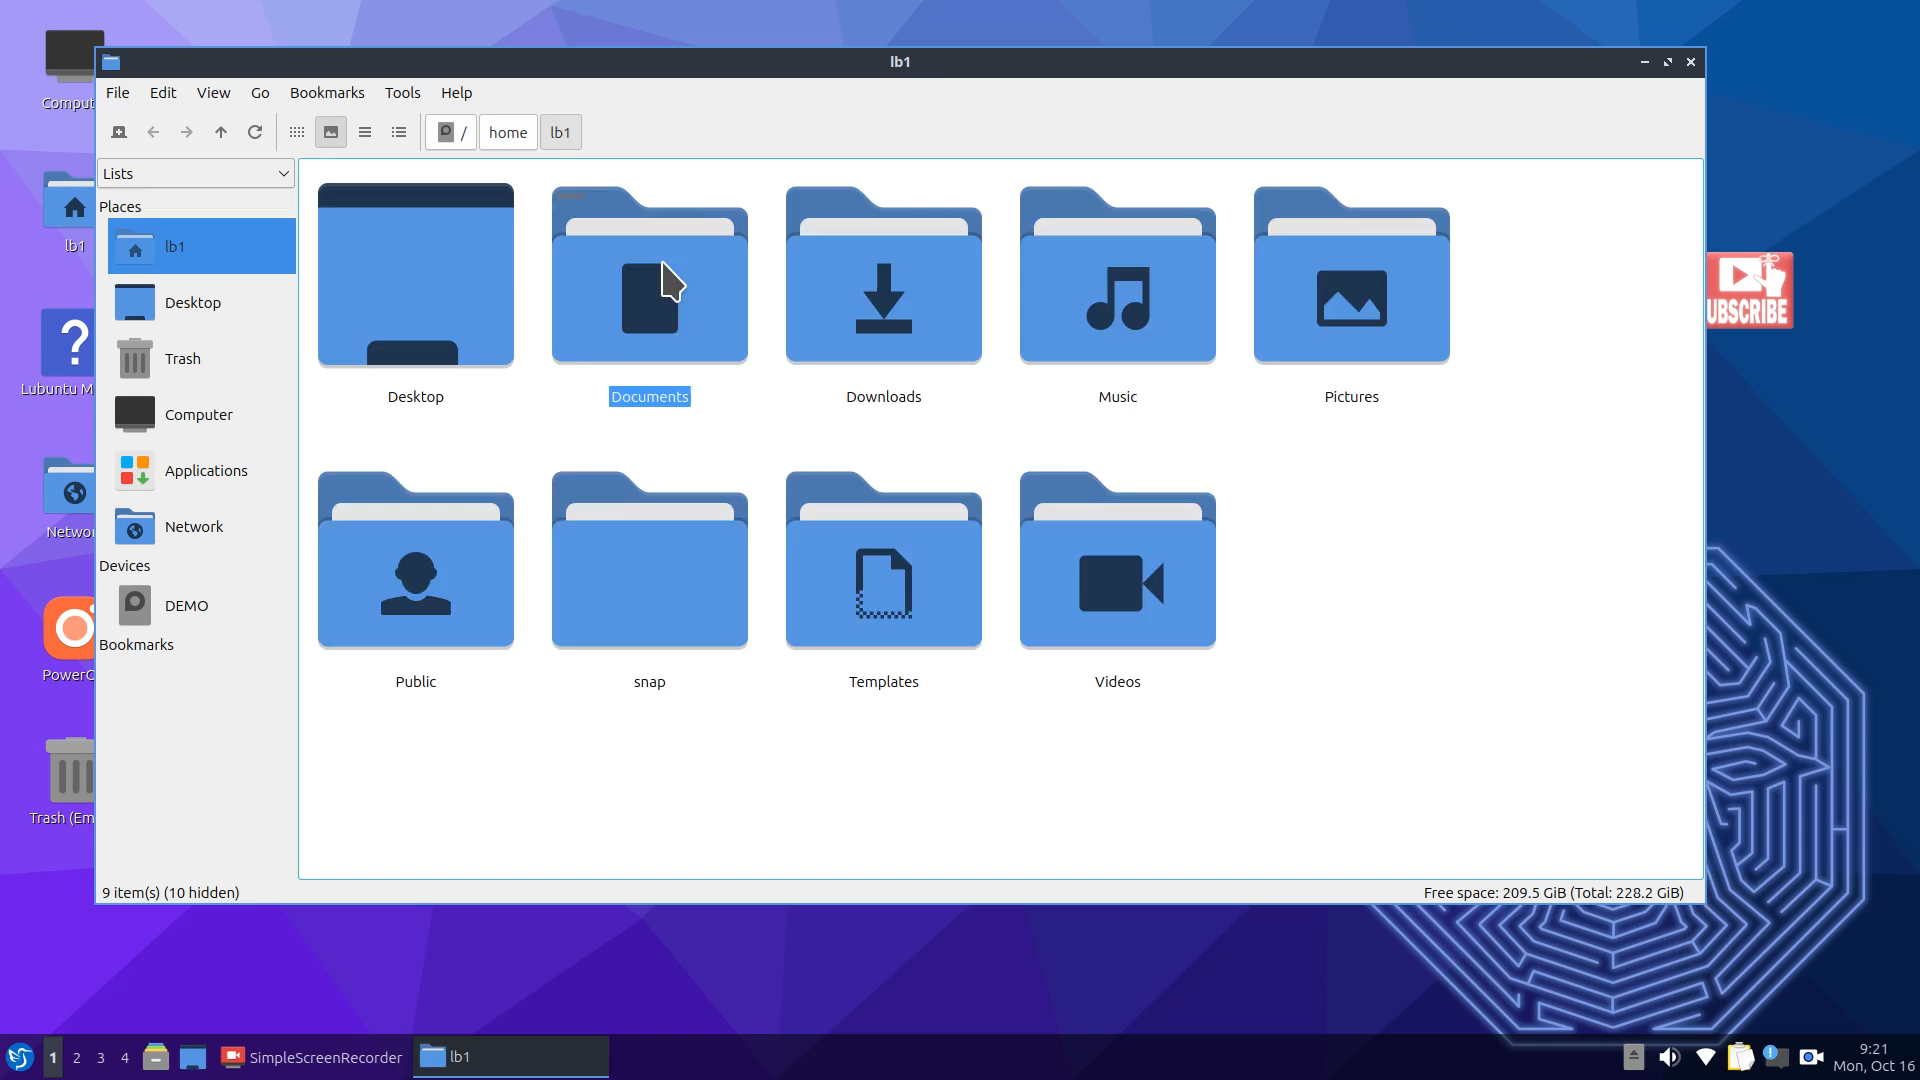 lb1
File Edit View Go Bookmarks Tools Help
/ home lb1
Lists
Places
lb1
Desktop
Trash
Computer
Applications
Network
Devices
DEMO
Bookmarks
Desktop Documents Downloads Music Pictures
Public snap Templates Videos
9 item(s) (10 hidden)
Free space: 209.5 GiB (Total: 228.2 GiB)
Comput
lb1
Lubuntu M
Networ
PowerC
Trash (Em
UBSCRIBE
1 2 3 4 SimpleScreenRecorder lb1
9:21
Mon, Oct 16